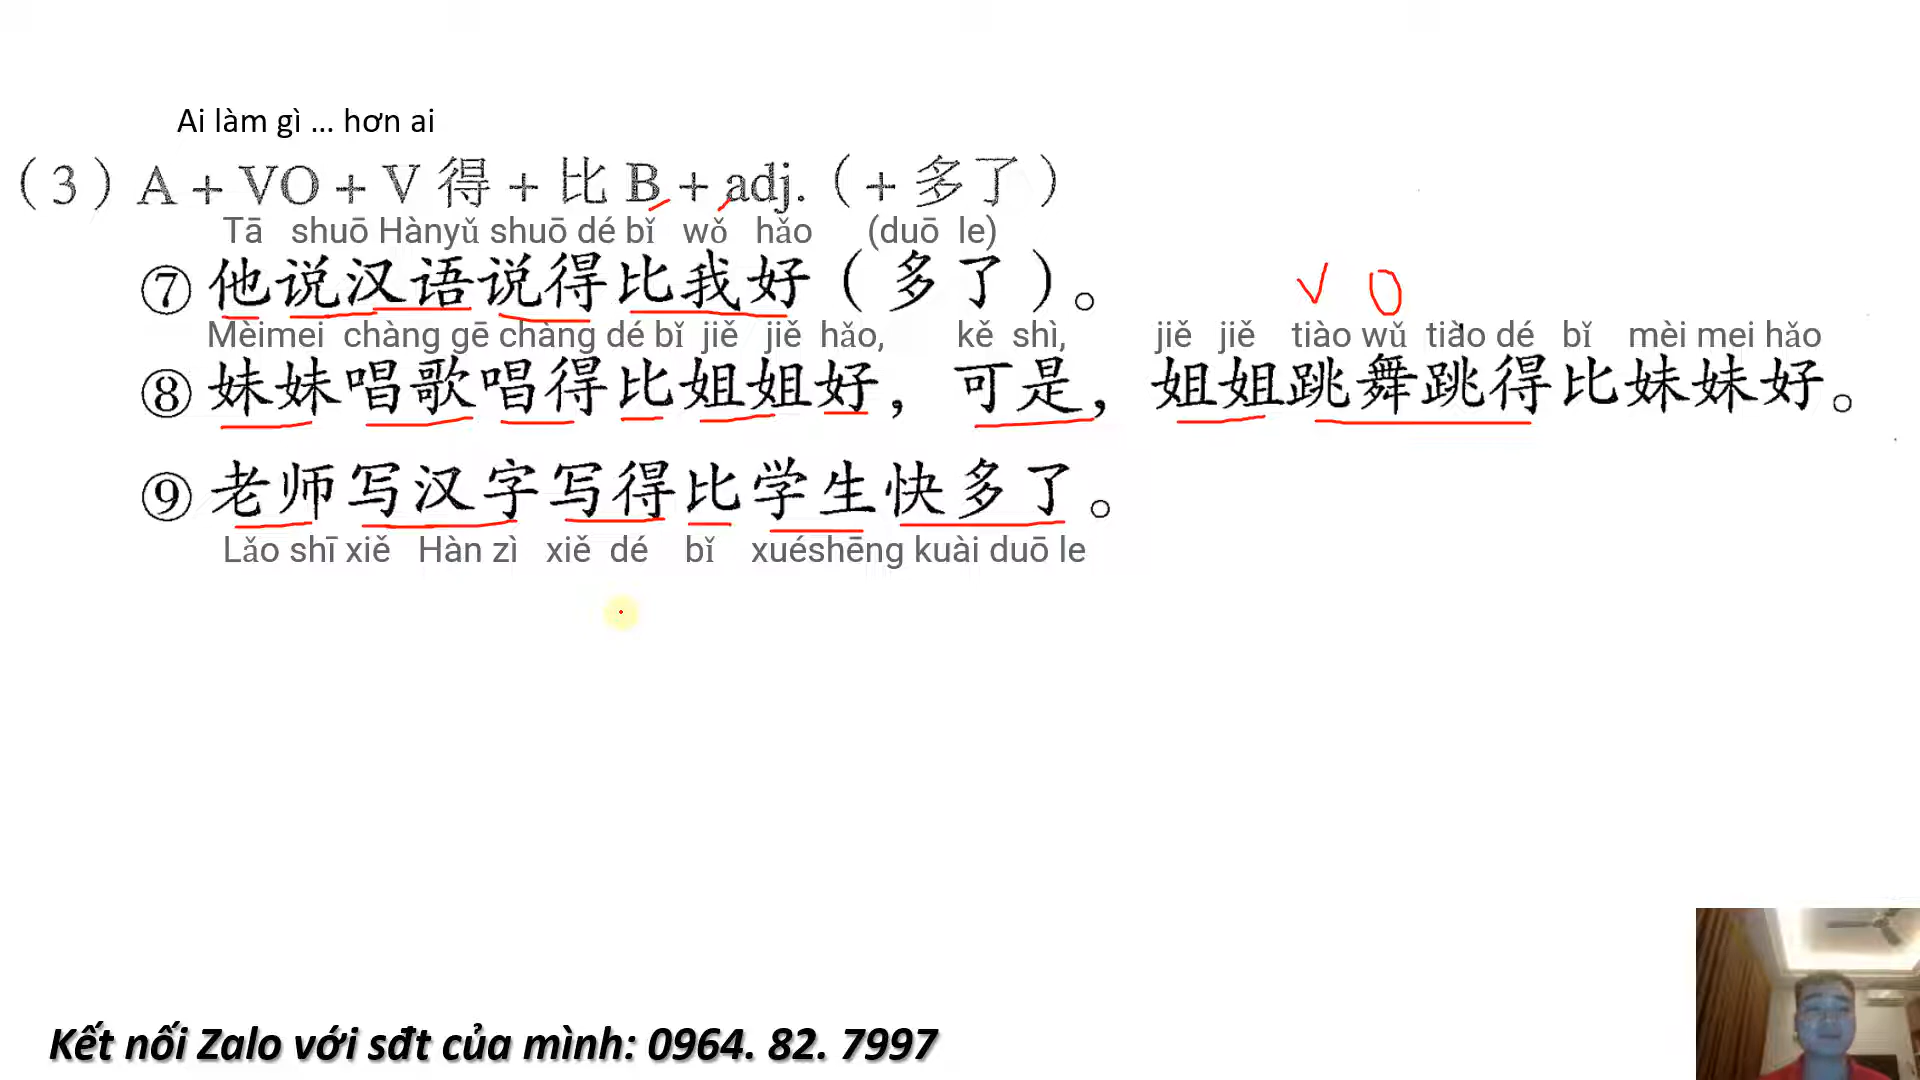 Ai làm gì ... hơn ai
（3）A + VO + V 得 + 比 B + adj.（+ 多了）
Tā shuō Hànyǔ shuō dé bǐ wǒ hǎo (duō le)
⑦ 他说汉语说得比我好（多了）。
V O
Mèimei chàng gē chàng dé bǐ jiě jiě hǎo, kě shì, jiě jiě tiào wǔ tiào dé bǐ mèi mei hǎo
⑧ 妹妹唱歌唱得比姐姐好，可是，姐姐跳舞跳得比妹妹好。
⑨ 老师写汉字写得比学生快多了。
Lǎo shī xiě Hàn zì xiě dé bǐ xuéshēng kuài duō le
Kết nối Zalo với sđt của mình: 0964. 82. 7997